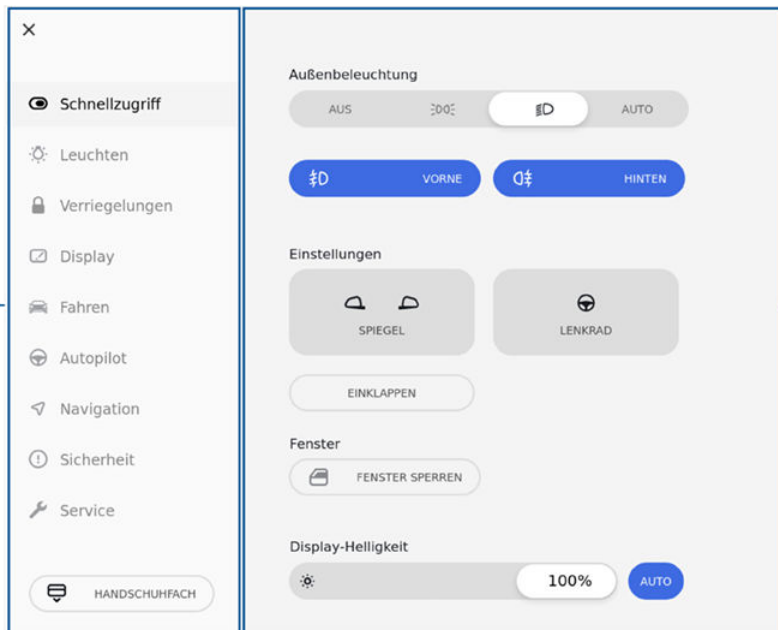 Schnellzugriff
Leuchten
Verriegelungen
Display
Fahren
Autopilot
Navigation
Sicherheit
Service
HANDSCHUHFACH
Außenbeleuchtung
AUS AUTO
VORNE HINTEN
Einstellungen
SPIEGEL LENKRAD
EINKLAPPEN
Fenster
FENSTER SPERREN
Display-Helligkeit
100% AUTO